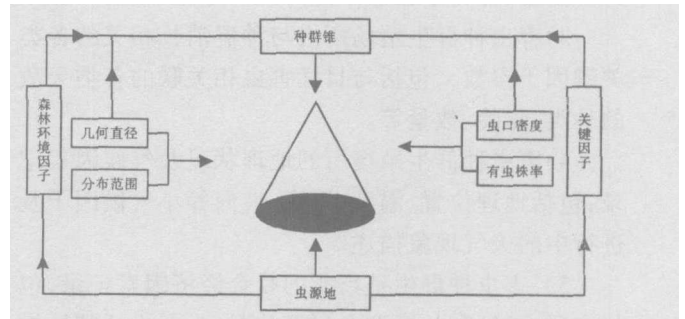 种群锥
森林环境因子
几何直径
分布范围
虫口密度
有虫株率
关键因子
虫源地